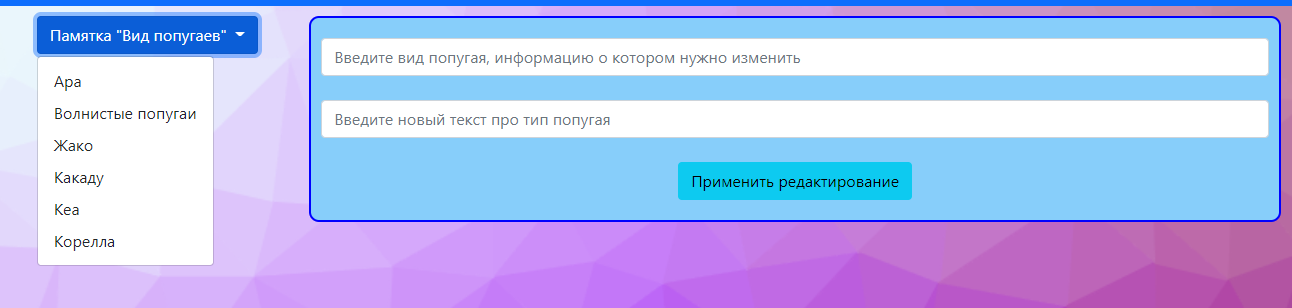 Памятка "Вид попугаев"
Ара
Волнистые попугаи
Жако
Какаду
Кеа
Корелла
Введите вид попугая, информацию о котором нужно изменить
Введите новый текст про тип попугая
Применить редактирование